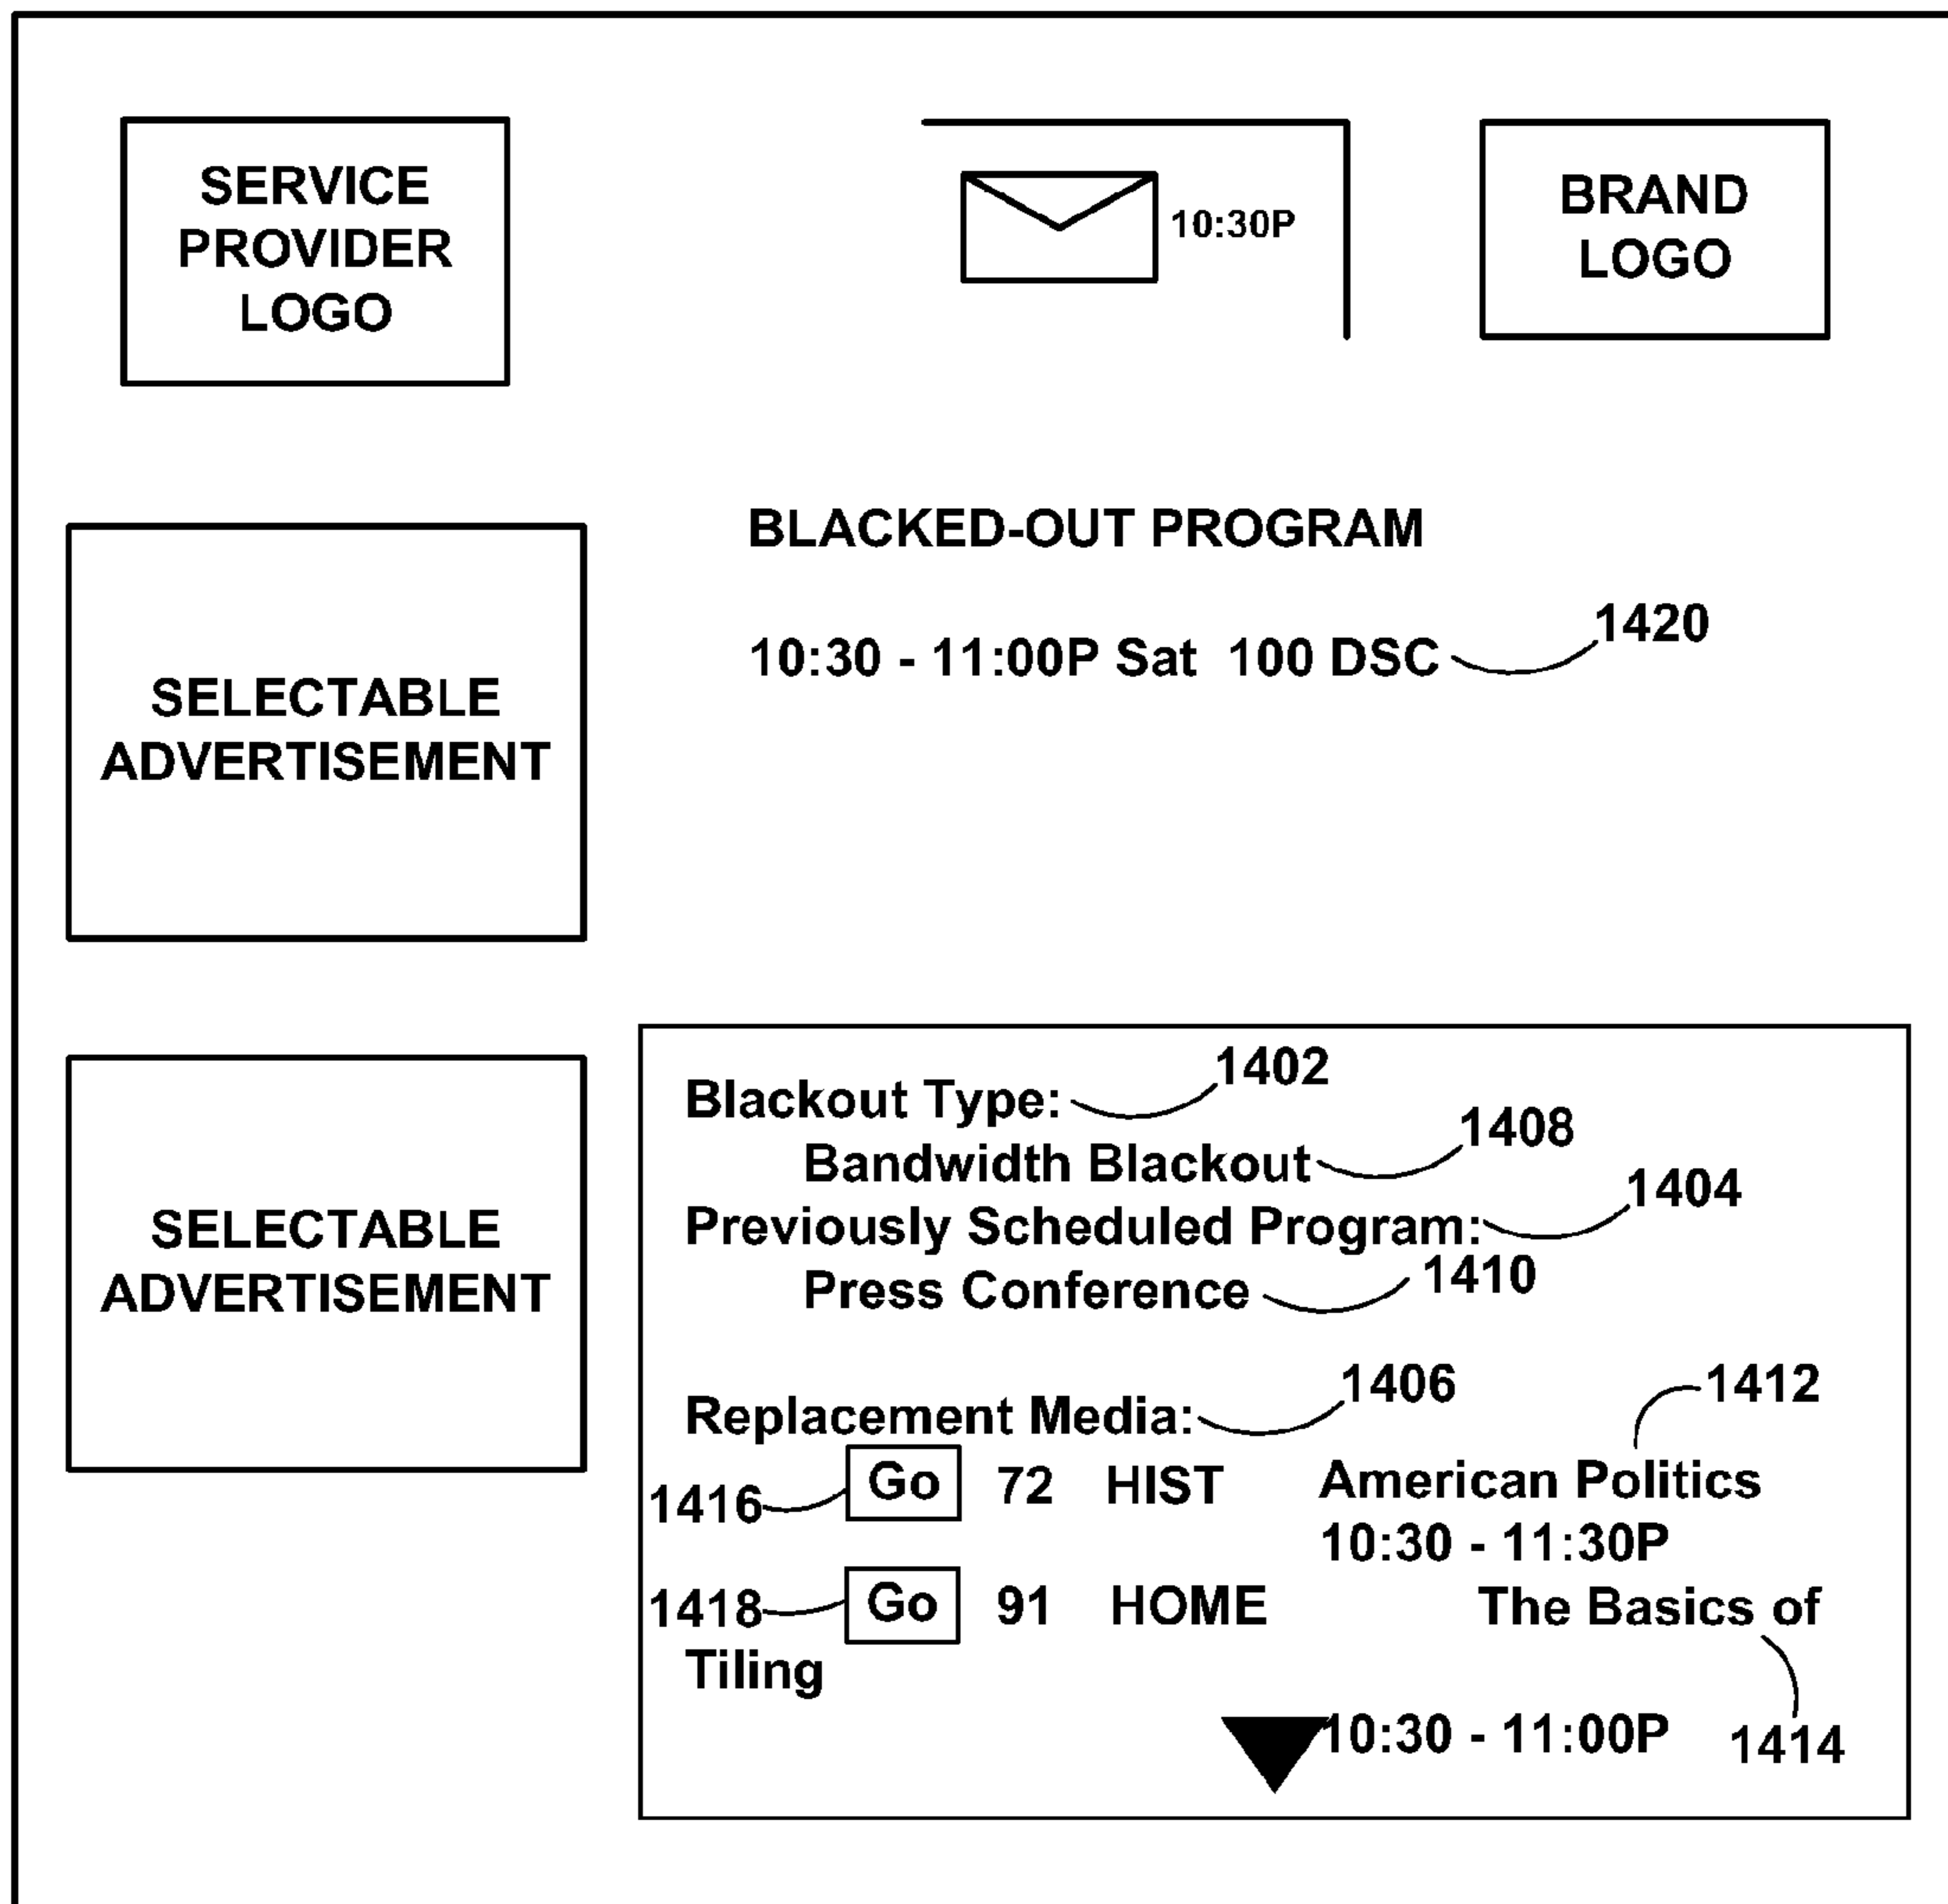 SERVICE
PROVIDER
LOGO
10:30P
BRAND
LOGO
BLACKED-OUT PROGRAM
1420
10:30 - 11:00P Sat 100 DSC
SELECTABLE
ADVERTISEMENT
SELECTABLE
ADVERTISEMENT
1402
Blackout Type:
1408
Bandwidth Blackout
1404
Previously Scheduled Program:
1410
Press Conference
1406
1412
Replacement Media:
1416 Go 72 HIST American Politics
10:30 - 11:30P
1418 Go 91 HOME The Basics of
Tiling
10:30 - 11:00P 1414